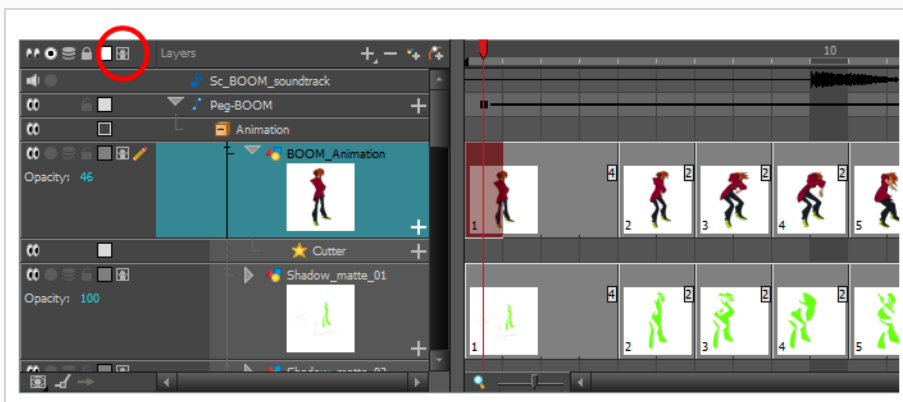 Layers
10
Sc_BOOM_soundtrack
Peg-BOOM
Animation
BOOM_Animation
Opacity: 46
4 2 2 2
1 2 3 4 5
Cutter
Shadow_matte_01
Opacity: 100
4 2 2 2
1 2 3 4 5